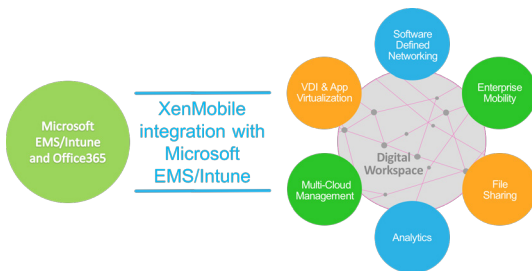 Microsoft
EMS/Intune
and Office365
XenMobile
integration with
Microsoft
EMS/Intune
Software
Defined
Networking
VDI & App
Virtualization
Enterprise
Mobility
Digital
Workspace
Multi-Cloud
Management
File
Sharing
Analytics